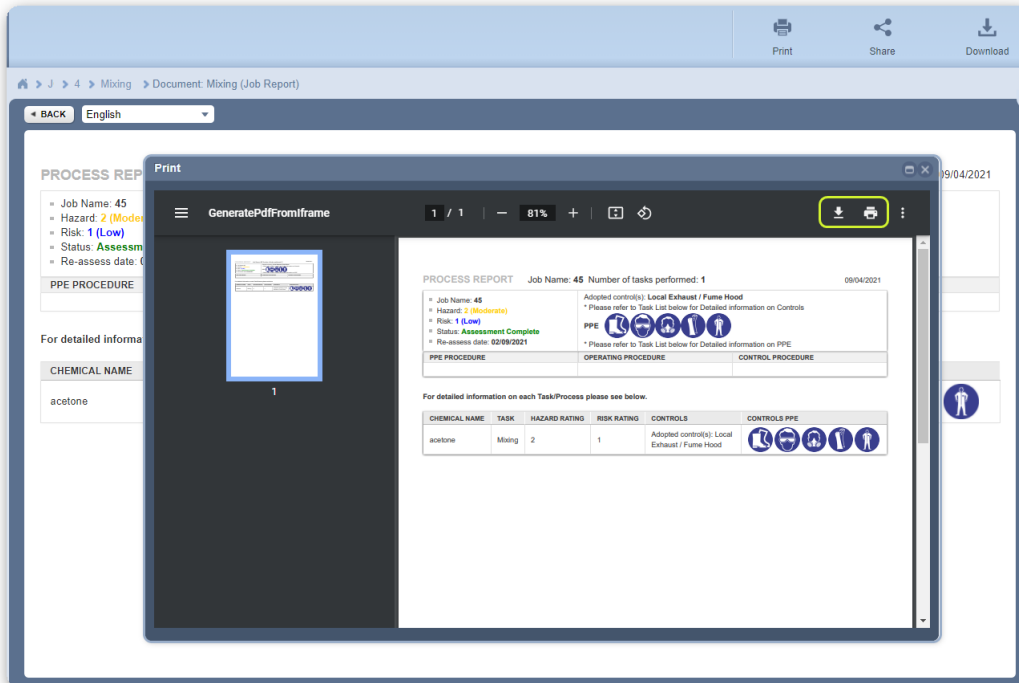 Print Share Download
J 4 Mixing Document: Mixing (Job Report)
BACK English
PROCESS REP 09/04/2021
Job Name: 45
Hazard: 2 (Moder
Risk: 1 (Low)
Status: Assessm
Re-assess date:
PPE PROCEDURE
For detailed informa
CHEMICAL NAME
acetone
Print
GeneratePdfFromIframe 1 / 1 81%
1
PROCESS REPORT Job Name: 45 Number of tasks performed: 1 09/04/2021
Job Name: 45
Hazard: 2 (Moderate)
Risk: 1 (Low)
Status: Assessment Complete
Re-assess date: 02/09/2021
Adopted control(s): Local Exhaust / Fume Hood
* Please refer to Task List below for Detailed information on Controls
PPE
* Please refer to Task List below for Detailed information on PPE
PPE PROCEDURE OPERATING PROCEDURE CONTROL PROCEDURE
For detailed information on each Task/Process please see below.
CHEMICAL NAME TASK HAZARD RATING RISK RATING CONTROLS CONTROLS PPE
acetone Mixing 2 1 Adopted control(s): Local
Exhaust / Fume Hood